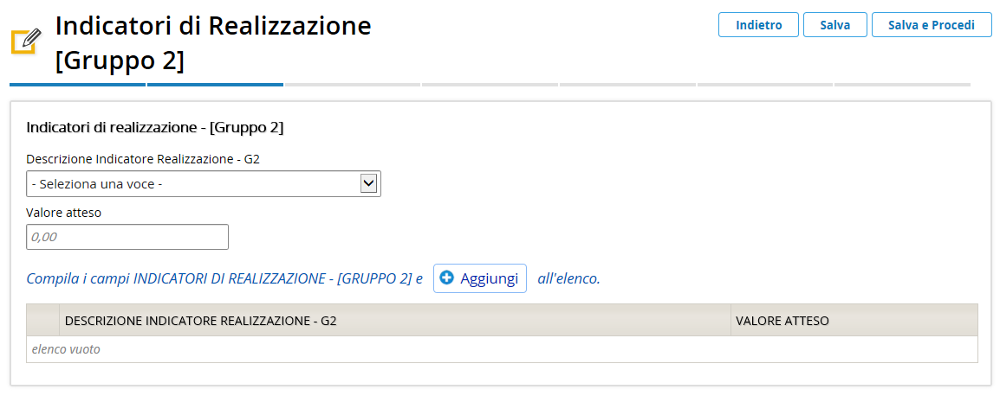 Indicatori di Realizzazione
[Gruppo 2]
Indietro
Salva
Salva e Procedi
Indicatori di realizzazione - [Gruppo 2]
Descrizione Indicatore Realizzazione - G2
- Seleziona una voce -
Valore atteso
0,00
Compila i campi INDICATORI DI REALIZZAZIONE - [GRUPPO 2] e Aggiungi all'elenco.
DESCRIZIONE INDICATORE REALIZZAZIONE - G2 VALORE ATTESO
elenco vuoto